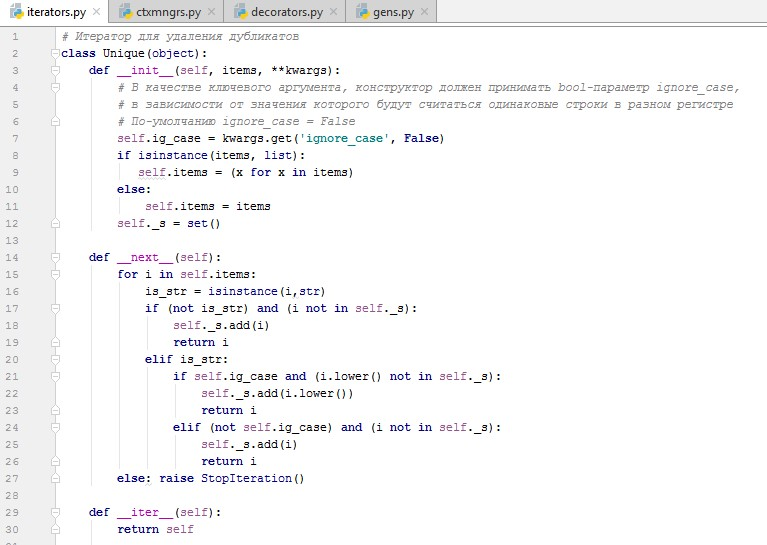 iterators.py × ctxmngrs.py × decorators.py × gens.py ×
1 # Итератор для удаления дубликатов
2 class Unique(object):
3     def __init__(self, items, **kwargs):
4         # В качестве ключевого аргумента, конструктор должен принимать bool-параметр ignore_case,
5         # в зависимости от значения которого будут считаться одинаковые строки в разном регистре
6         # По-умолчанию ignore_case = False
7         self.ig_case = kwargs.get('ignore_case', False)
8         if isinstance(items, list):
9            self.items = (x for x in items)
10         else:
11             self.items = items
12         self._s = set()
13
14     def __next__(self):
15         for i in self.items:
16             is_str = isinstance(i,str)
17             if (not is_str) and (i not in self._s):
18                 self._s.add(i)
19                 return i
20             elif is_str:
21                 if self.ig_case and (i.lower() not in self._s):
22                     self._s.add(i.lower())
23                     return i
24                 elif (not self.ig_case) and (i not in self._s):
25                     self._s.add(i)
26                     return i
27         else: raise StopIteration()
28
29     def __iter__(self):
30         return self